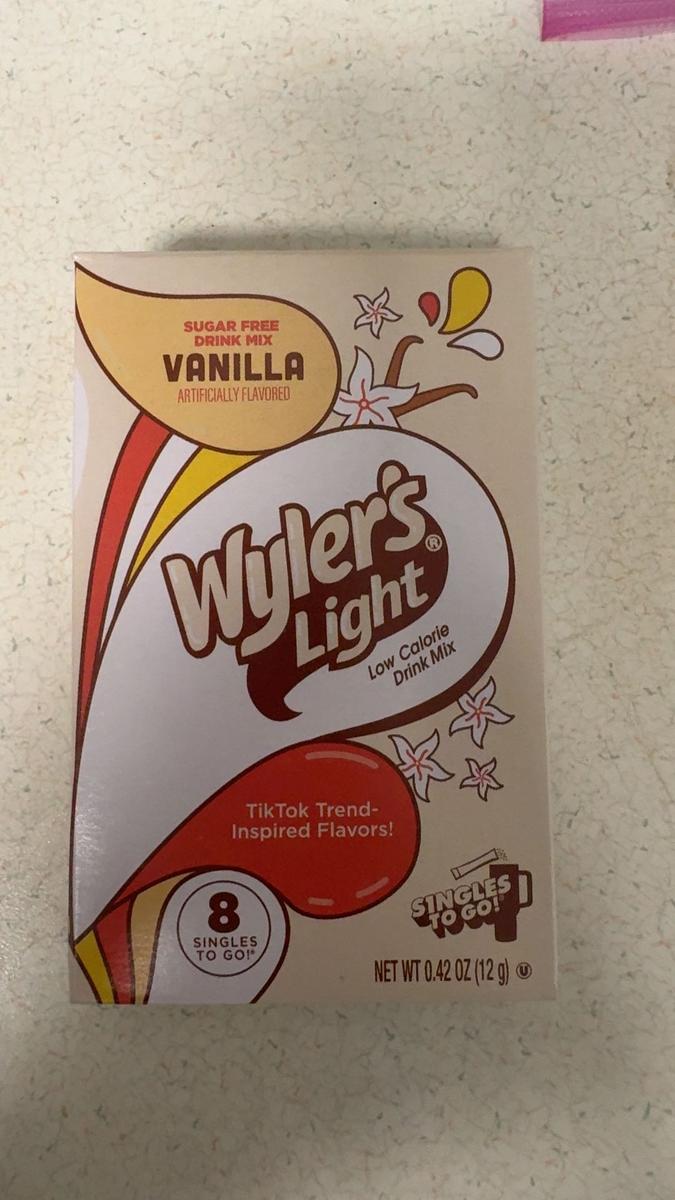 SUGAR FREE
DRINK MIX
VANILLA
ARTIFICIALLY FLAVORED
Wyler's®
Light
Low Calorie
Drink Mix
TikTok Trend-
Inspired Flavors!
8
SINGLES
TO GO!®
SINGLES
TO GO!
NET WT 0.42 OZ (12 g) Ⓤ